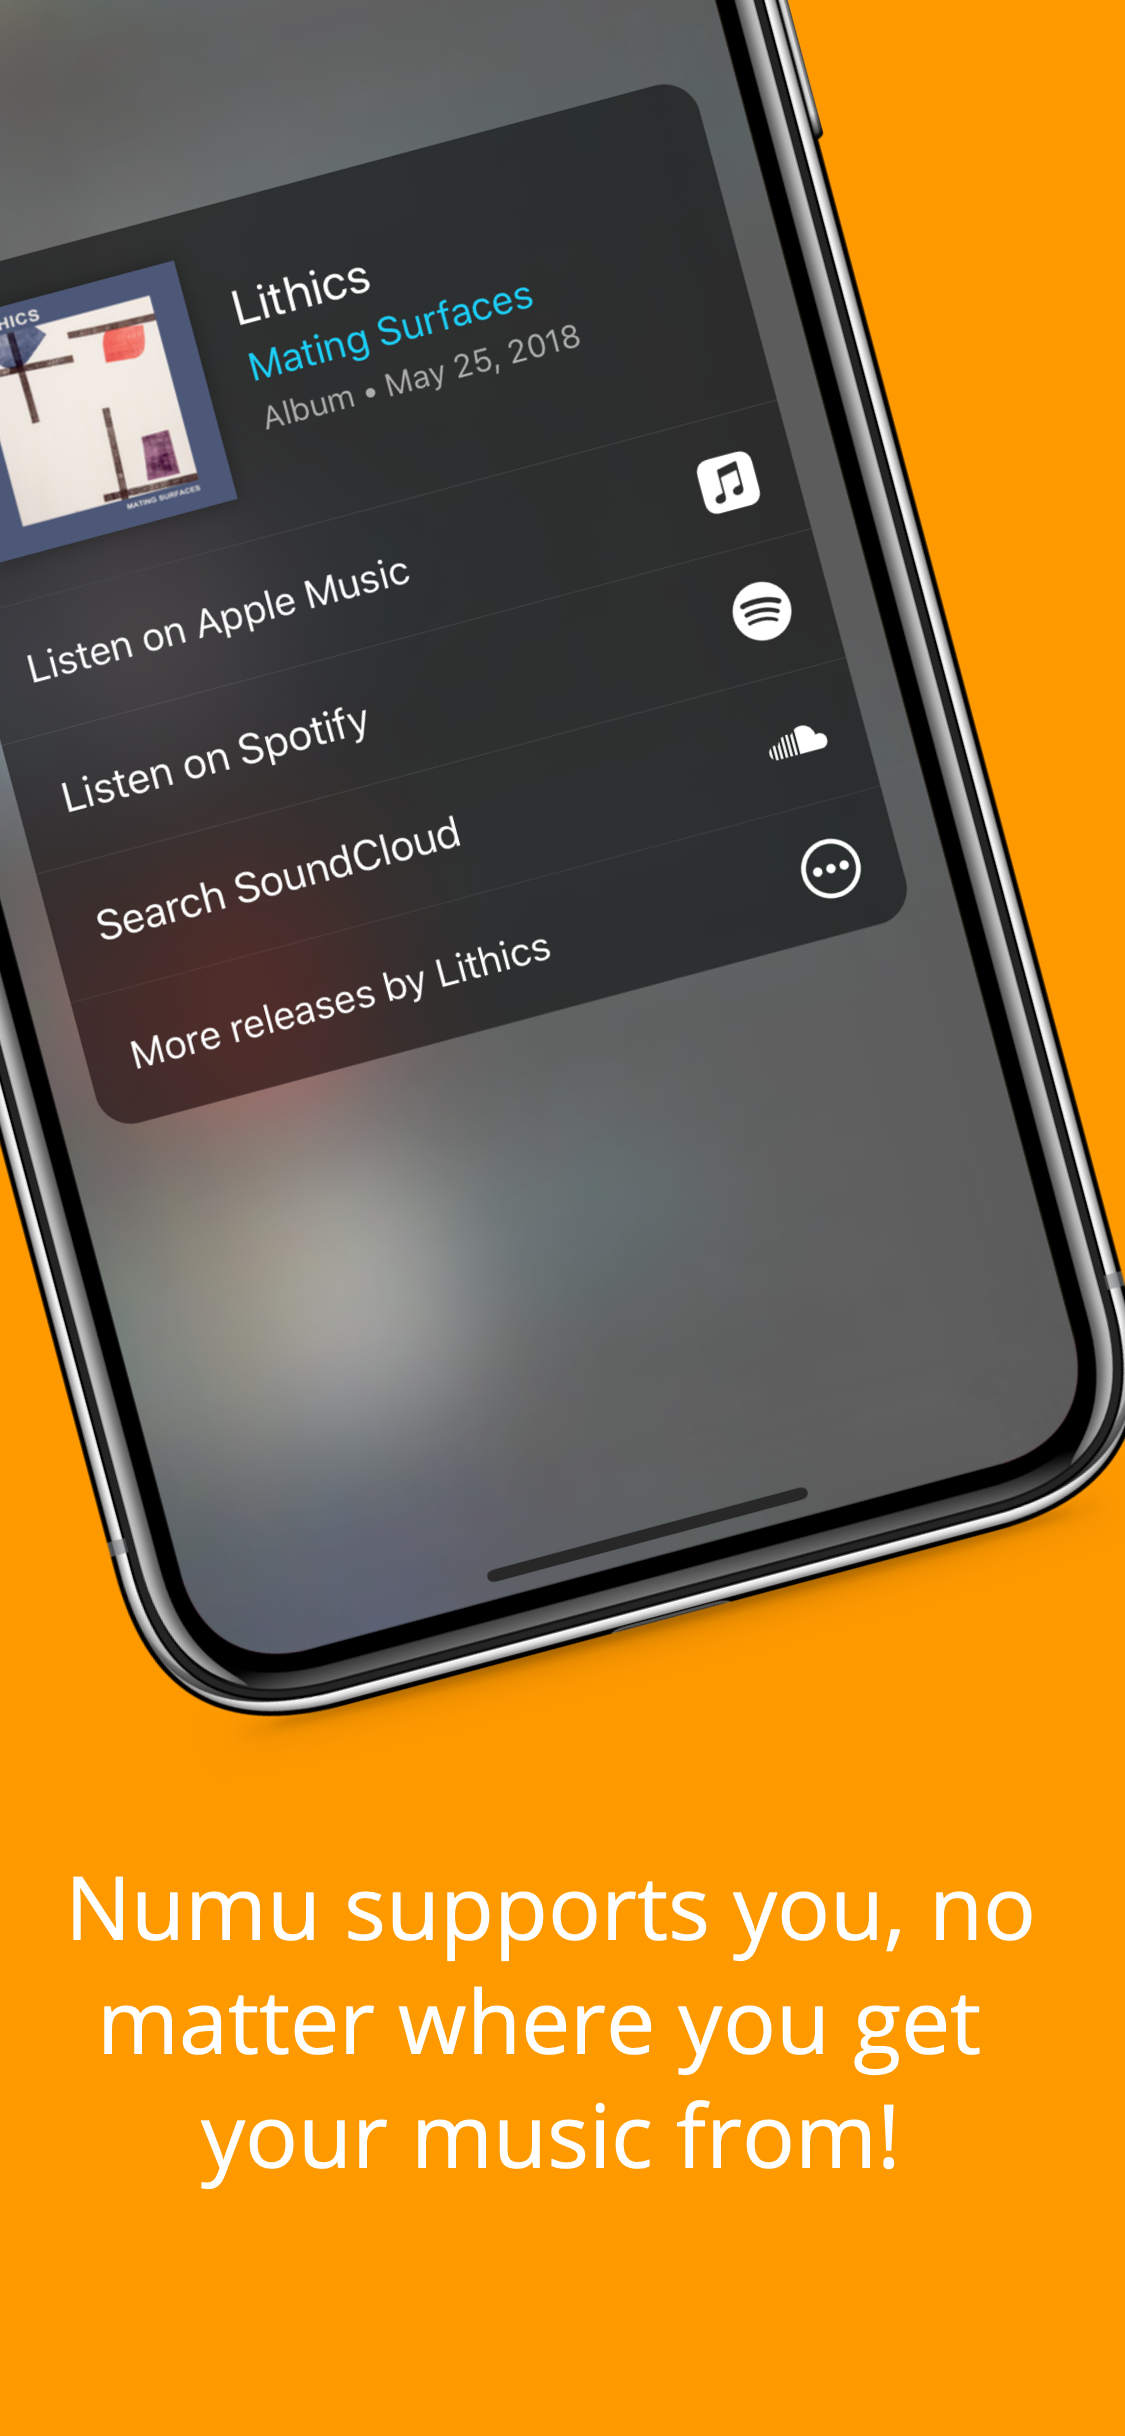 HICS
MATING SURFACES
Lithics
Mating Surfaces
Album • May 25, 2018
Listen on Apple Music
Listen on Spotify
Search SoundCloud
More releases by Lithics
Numu supports you, no
matter where you get
your music from!